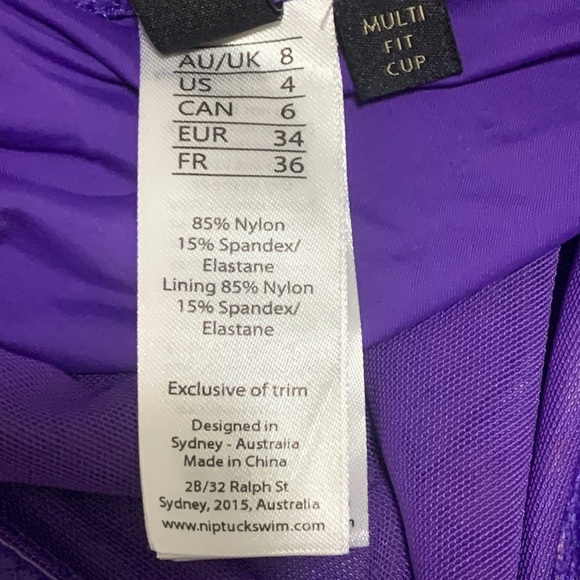 MULTI
FIT
CUP
AU/UK 8
US 4
CAN 6
EUR 34
FR 36
85% Nylon
15% Spandex/
Elastane
Lining 85% Nylon
15% Spandex/
Elastane
Exclusive of trim
Designed in
Sydney - Australia
Made in China
2B/32 Ralph St
Sydney, 2015, Australia
www.niptuckswim.com